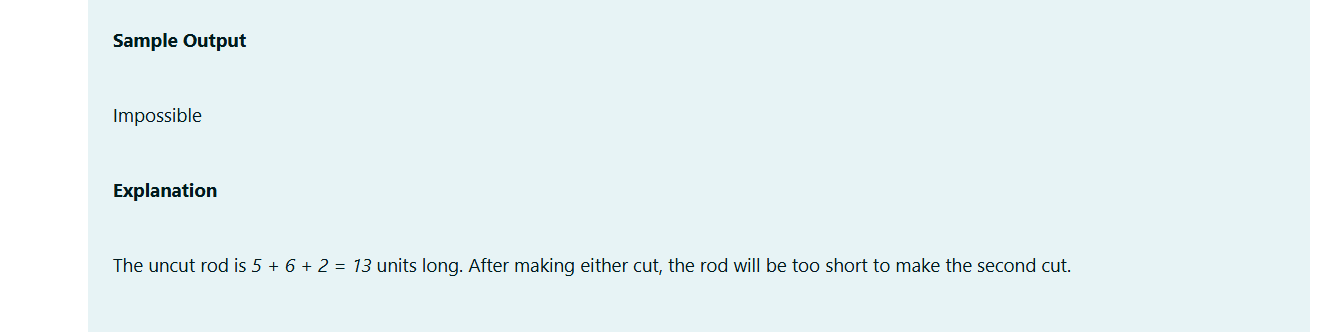 Sample Output
Impossible
Explanation
The uncut rod is 5 + 6 + 2 = 13 units long. After making either cut, the rod will be too short to make the second cut.